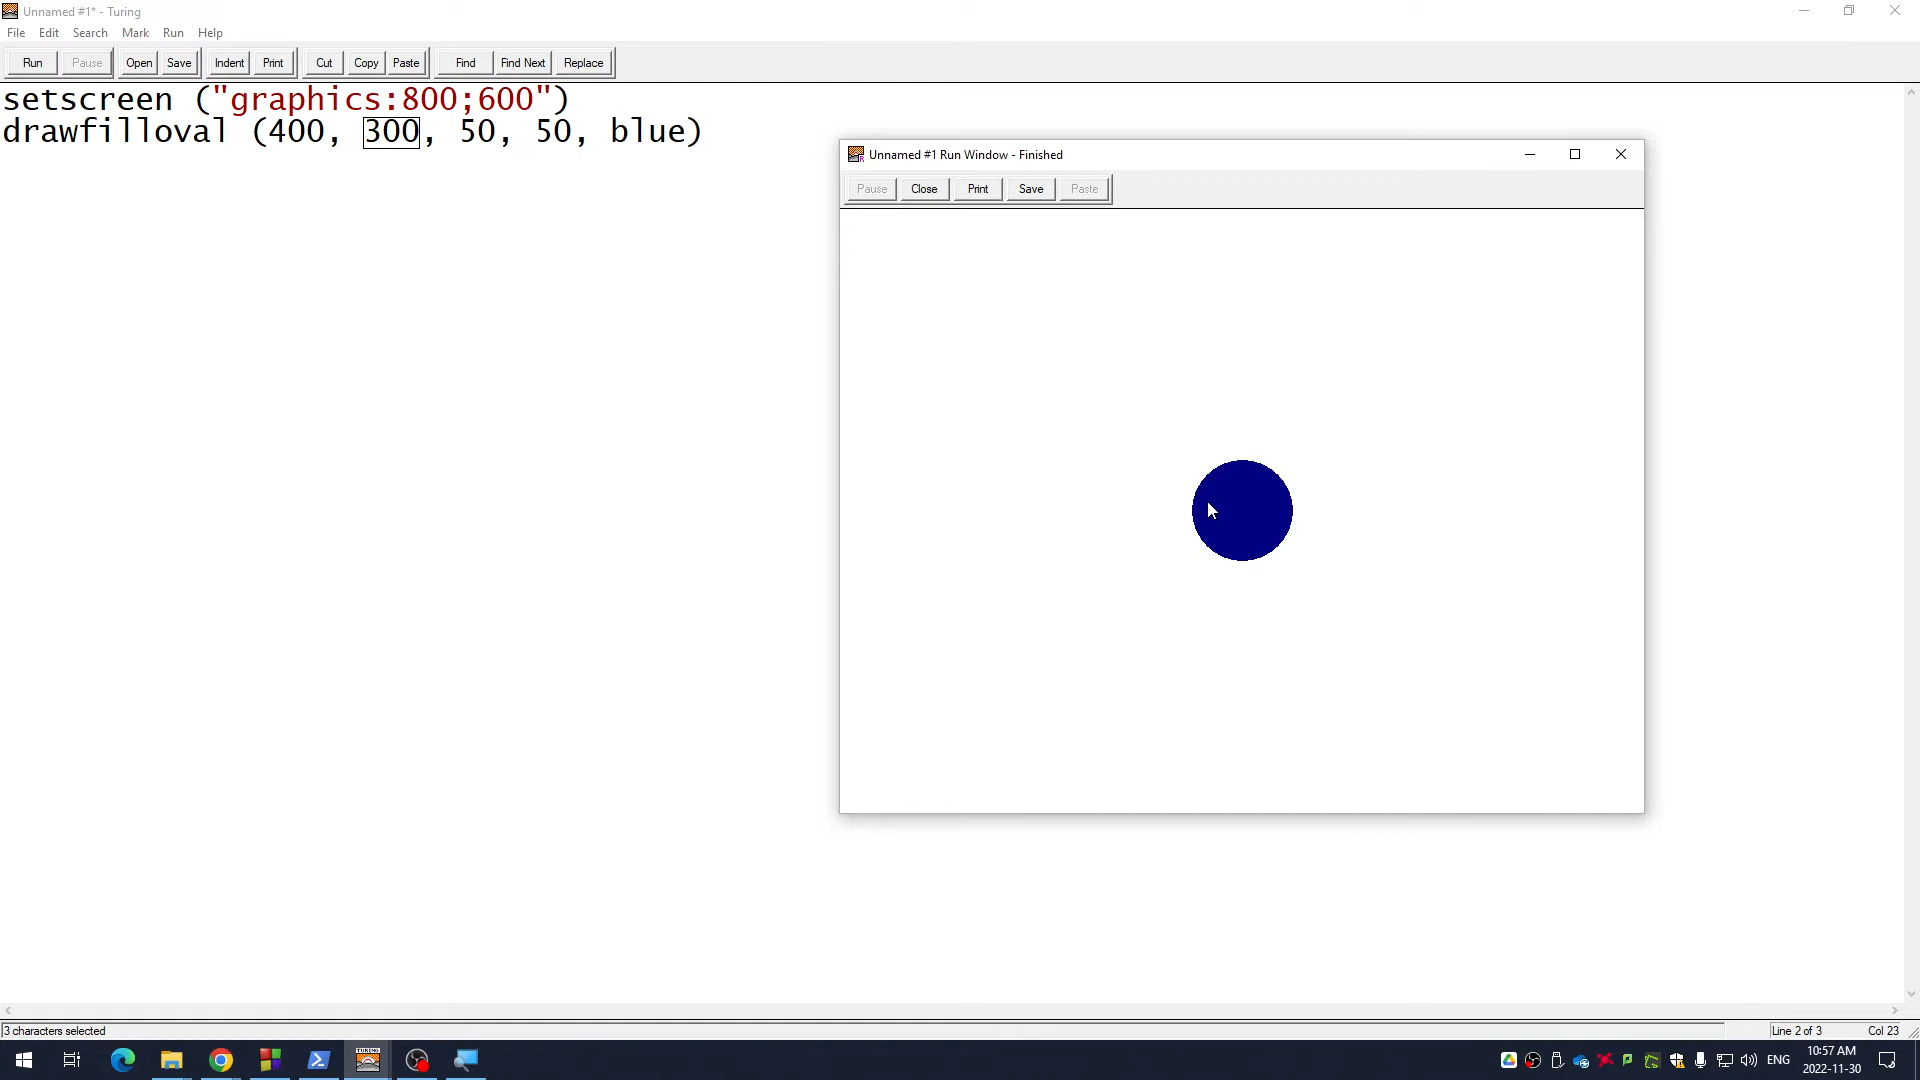 Unnamed #1* - Turing
File Edit Search Mark Run Help
Run Pause Open Save Indent Print Cut Copy Paste Find Find Next Replace
setscreen ("graphics:800;600")
drawfilloval (400, 300, 50, 50, blue)
Unnamed #1 Run Window - Finished
Pause Close Print Save Paste
3 characters selected
Line 2 of 3 Col 23
TURING
ENG
10:57 AM
2022-11-30